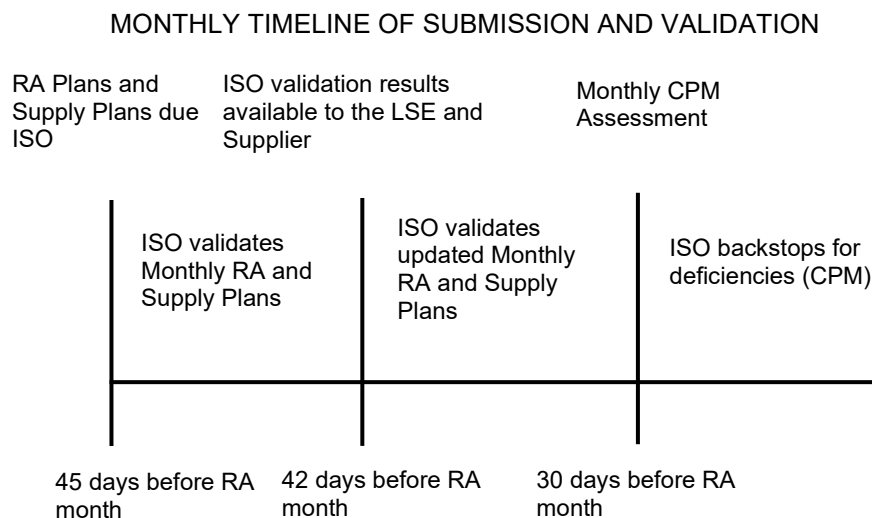 MONTHLY TIMELINE OF SUBMISSION AND VALIDATION
RA Plans and
Supply Plans due
ISO
ISO validation results
available to the LSE and
Supplier
Monthly CPM
Assessment
ISO validates
Monthly RA and
Supply Plans
ISO validates
updated Monthly
RA and Supply
Plans
ISO backstops for
deficiencies (CPM)
45 days before RA
month
42 days before RA
month
30 days before RA
month